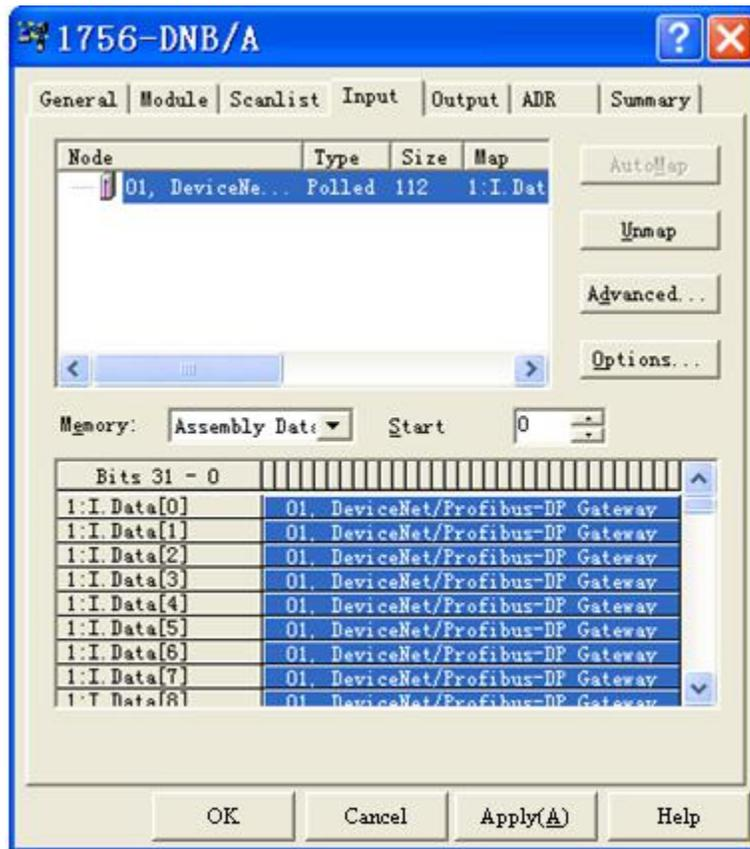 1756-DNB/A
General Module Scanlist Input Output ADR Summary
Node Type Size Map
01, DeviceNe... Polled 112 1:I.Dat
AutoMap
Unmap
Advanced...
Options...
Memory: Assembly Data Start 0
Bits 31 - 0
1:I.Data[0] 01, DeviceNet/Profibus-DP Gateway
1:I.Data[1] 01, DeviceNet/Profibus-DP Gateway
1:I.Data[2] 01, DeviceNet/Profibus-DP Gateway
1:I.Data[3] 01, DeviceNet/Profibus-DP Gateway
1:I.Data[4] 01, DeviceNet/Profibus-DP Gateway
1:I.Data[5] 01, DeviceNet/Profibus-DP Gateway
1:I.Data[6] 01, DeviceNet/Profibus-DP Gateway
1:I.Data[7] 01, DeviceNet/Profibus-DP Gateway
1:I.Data[8] 01, DeviceNet/Profibus-DP Gateway
OK Cancel Apply(A) Help